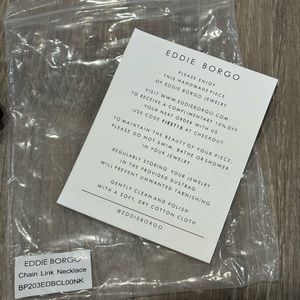 EDDIE BORGO
PLEASE ENJOY
THIS HANDMADE PIECE
OF EDDIE BORGO JEWELRY
VISIT WWW.EDDIEBORGO.COM
TO RECEIVE A COMPLIMENTARY 10% OFF
YOUR NEXT ORDER WITH US
USE CODE FIRST10 AT CHECKOUT
TO MAINTAIN THE BEAUTY OF YOUR PIECE,
PLEASE DO NOT SWIM, BATHE OR SHOWER
IN YOUR JEWELRY
REGULARLY STORING YOUR JEWELRY
IN THE PROVIDED DUSTBAG
WILL PREVENT UNWANTED TARNISHING
GENTLY CLEAN AND POLISH
WITH A SOFT, DRY COTTON CLOTH
@EDDIEBORGO
EDDIE BORGO
Chain Link Necklace
BP203EDBCL00NK